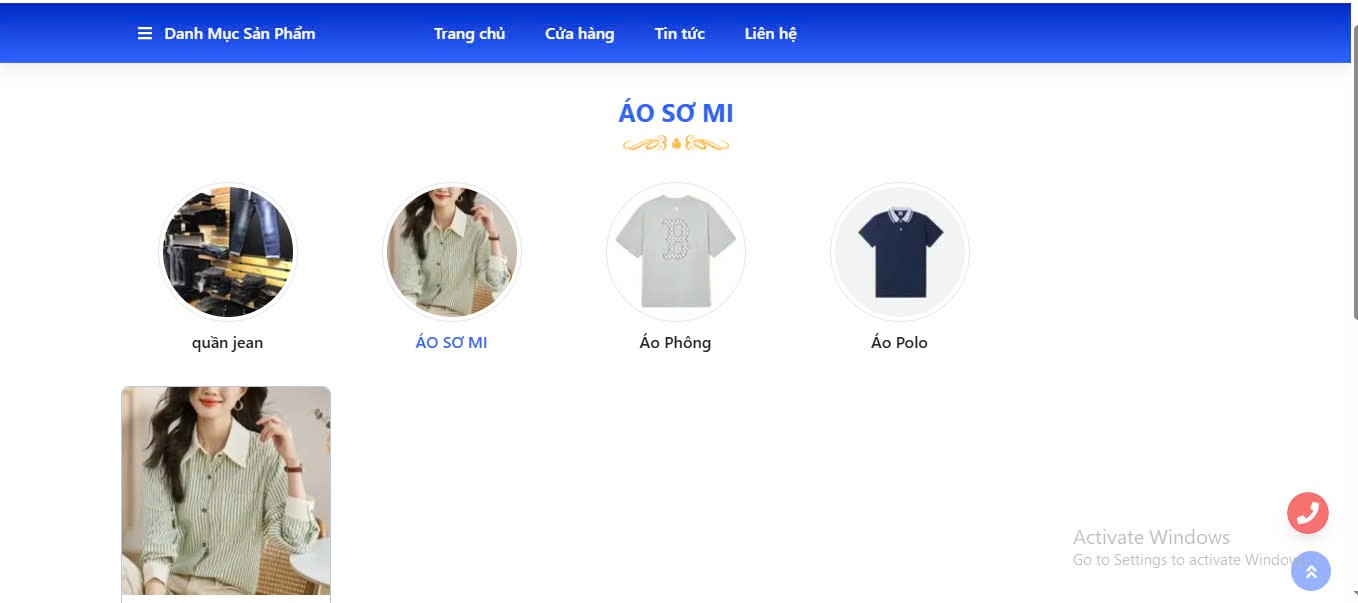 Danh Mục Sản Phẩm Trang chủ Cửa hàng Tin tức Liên hệ
ÁO SƠ MI
B
quần jean ÁO SƠ MI Áo Phông Áo Polo
Activate Windows
Go to Settings to activate Window